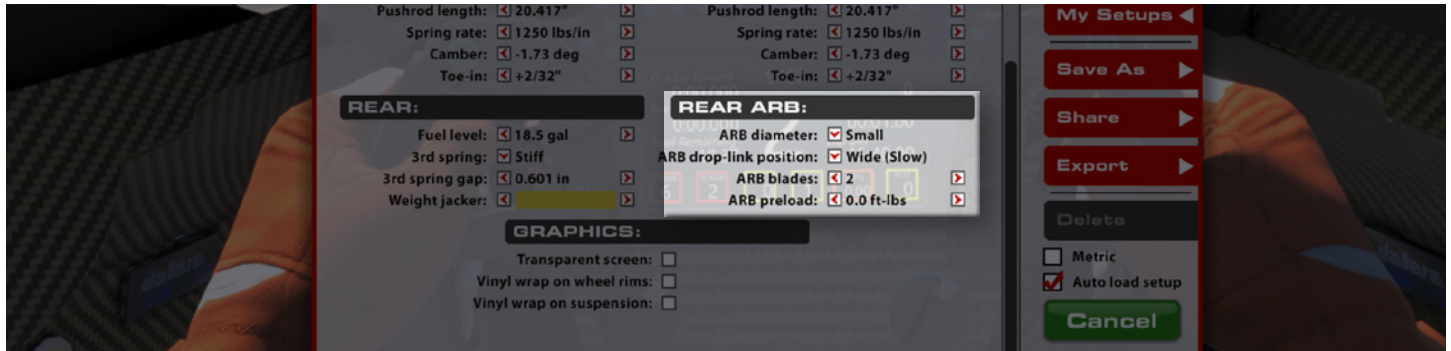 Pushrod length: 20.417" Pushrod length: 20.417" My Setups
Spring rate: 1250 lbs/in Spring rate: 1250 lbs/in
Camber: -1.73 deg Camber: -1.73 deg
Toe-in: +2/32" Toe-in: +2/32" Save As
REAR: REAR ARB:
Fuel level: 18.5 gal ARB diameter: Small Share
3rd spring: Stiff ARB drop-link position: Wide (Slow)
3rd spring gap: 0.601 in ARB blades: 2 Export
Weight jacker: ARB preload: 0.0 ft-lbs
GRAPHICS: Delete
Transparent screen: Metric
Vinyl wrap on wheel rims: Auto load setup
Vinyl wrap on suspension:
Cancel
dallara